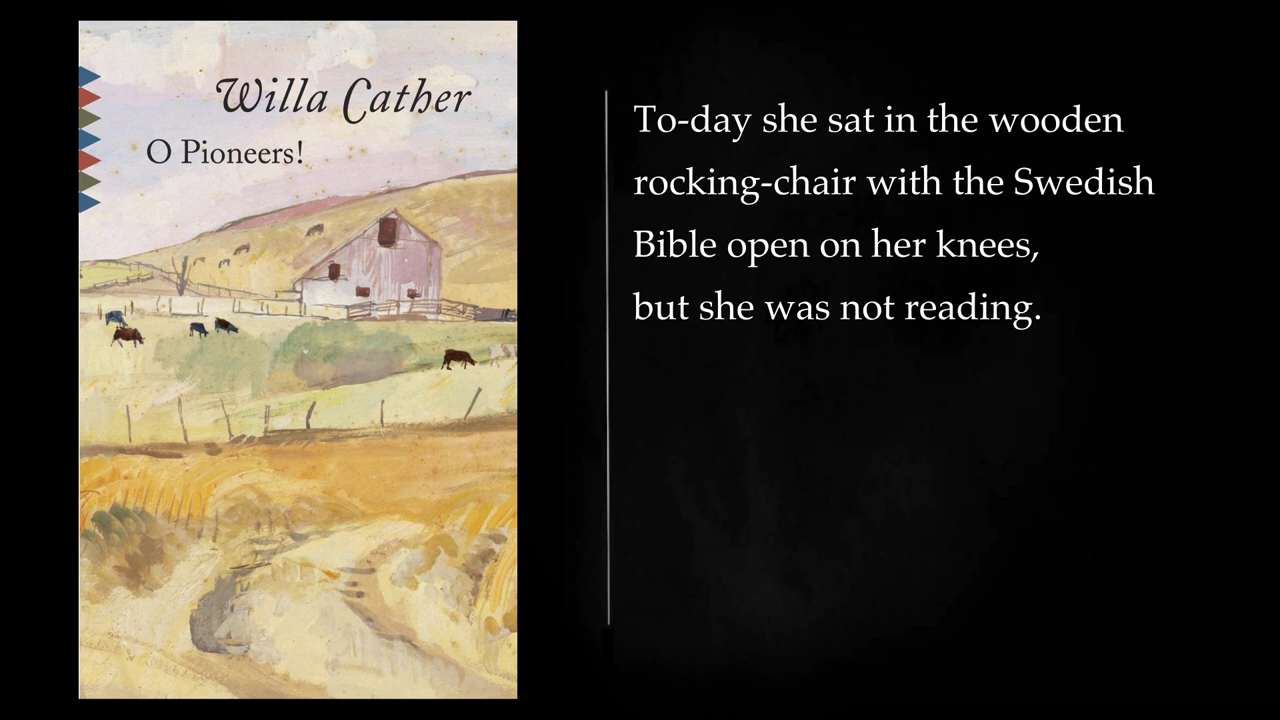 Willa Cather
O Pioneers!
To-day she sat in the wooden
rocking-chair with the Swedish
Bible open on her knees,
but she was not reading.